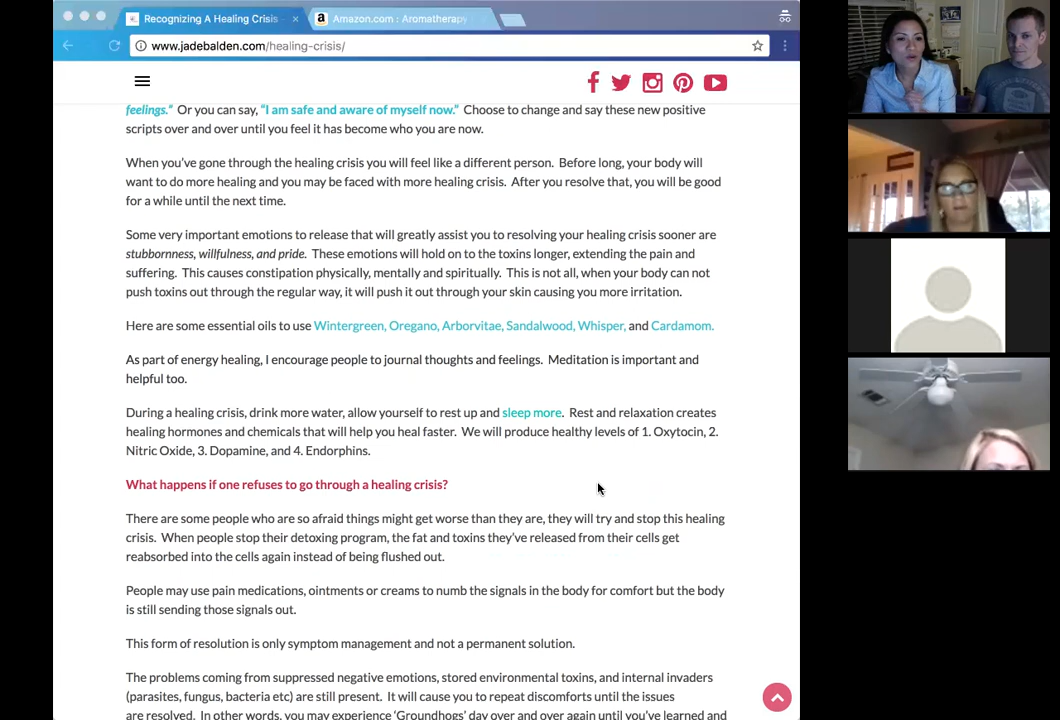 Recognizing A Healing Crisis
Amazon.com : Aromatherapy
www.jadebalden.com/healing-crisis/
feelings." Or you can say, "I am safe and aware of myself now." Choose to change and say these new positive
scripts over and over until you feel it has become who you are now.
When you've gone through the healing crisis you will feel like a different person. Before long, your body will
want to do more healing and you may be faced with more healing crisis. After you resolve that, you will be good
for a while until the next time.
Some very important emotions to release that will greatly assist you to resolving your healing crisis sooner are
stubbornness, willfulness, and pride. These emotions will hold on to the toxins longer, extending the pain and
suffering. This causes constipation physically, mentally and spiritually. This is not all, when your body can not
push toxins out through the regular way, it will push it out through your skin causing you more irritation.
Here are some essential oils to use Wintergreen, Oregano, Arborvitae, Sandalwood, Whisper, and Cardamom.
As part of energy healing, I encourage people to journal thoughts and feelings. Meditation is important and
helpful too.
During a healing crisis, drink more water, allow yourself to rest up and sleep more. Rest and relaxation creates
healing hormones and chemicals that will help you heal faster. We will produce healthy levels of 1. Oxytocin, 2.
Nitric Oxide, 3. Dopamine, and 4. Endorphins.
What happens if one refuses to go through a healing crisis?
There are some people who are so afraid things might get worse than they are, they will try and stop this healing
crisis. When people stop their detoxing program, the fat and toxins they've released from their cells get
reabsorbed into the cells again instead of being flushed out.
People may use pain medications, ointments or creams to numb the signals in the body for comfort but the body
is still sending those signals out.
This form of resolution is only symptom management and not a permanent solution.
The problems coming from suppressed negative emotions, stored environmental toxins, and internal invaders
(parasites, fungus, bacteria etc) are still present. It will cause you to repeat discomforts until the issues
are resolved. In other words, you may experience 'Groundhogs' day over and over again until you've learned and